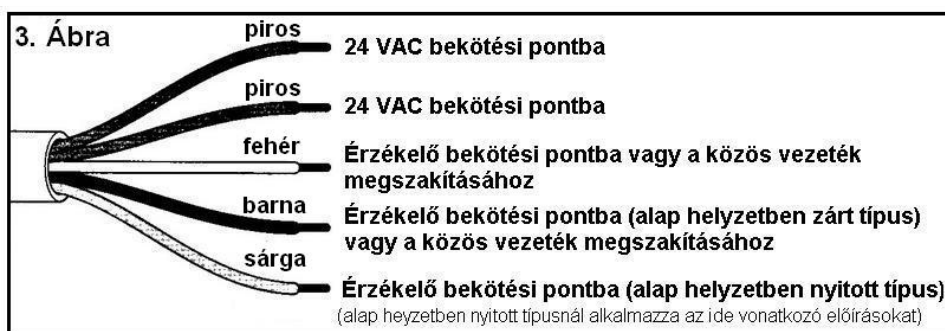 3. Ábra
piros
24 VAC bekötési pontba
piros
24 VAC bekötési pontba
fehér
Érzékelő bekötési pontba vagy a közös vezeték
megszakításához
barna
Érzékelő bekötési pontba (alap helyzetben zárt típus)
vagy a közös vezeték megszakításához
sárga
Érzékelő bekötési pontba (alap helyzetben nyitott típus)
(alap heyzetben nyitott típusnál alkalmazza az ide vonatkozó előírásokat)